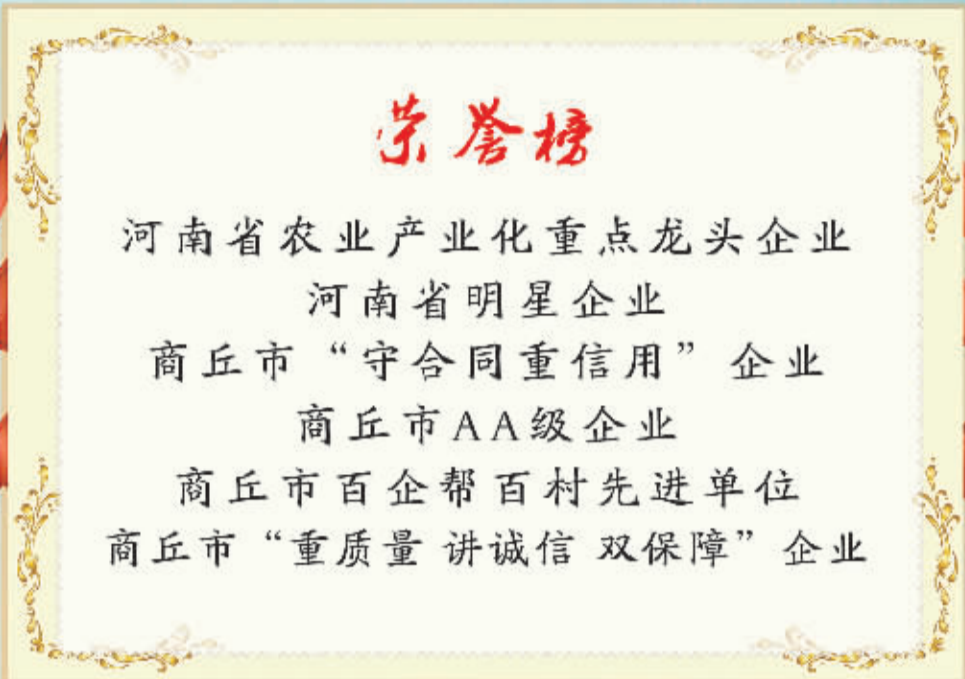 荣誉榜
河南省农业产业化重点龙头企业
河南省明星企业
商丘市“守合同重信用”企业
商丘市AA级企业
商丘市百企帮百村先进单位
商丘市“重质量 讲诚信 双保障”企业